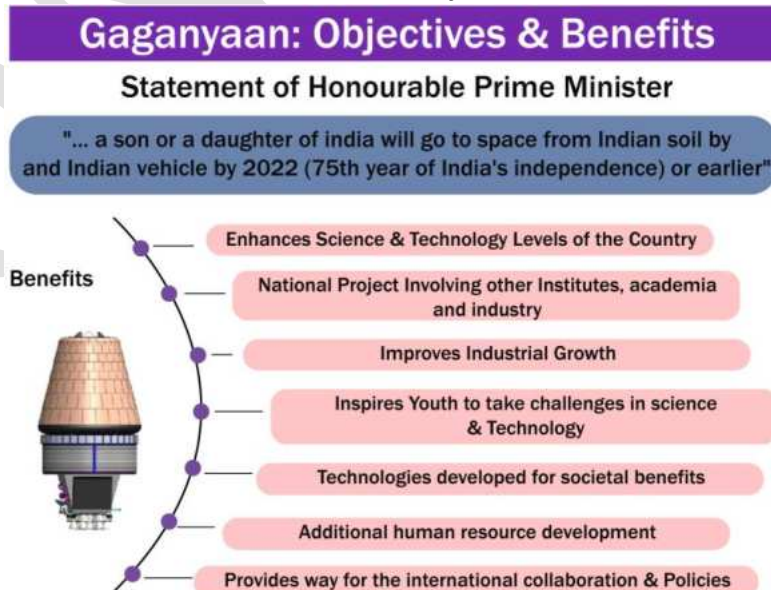 Gaganyaan: Objectives & Benefits
Statement of Honourable Prime Minister
"... a son or a daughter of india will go to space from Indian soil by
and Indian vehicle by 2022 (75th year of India's independence) or earlier"
Benefits
Enhances Science & Technology Levels of the Country
National Project Involving other Institutes, academia
and industry
Improves Industrial Growth
Inspires Youth to take challenges in science
& Technology
Technologies developed for societal benefits
Additional human resource development
Provides way for the international collaboration & Policies